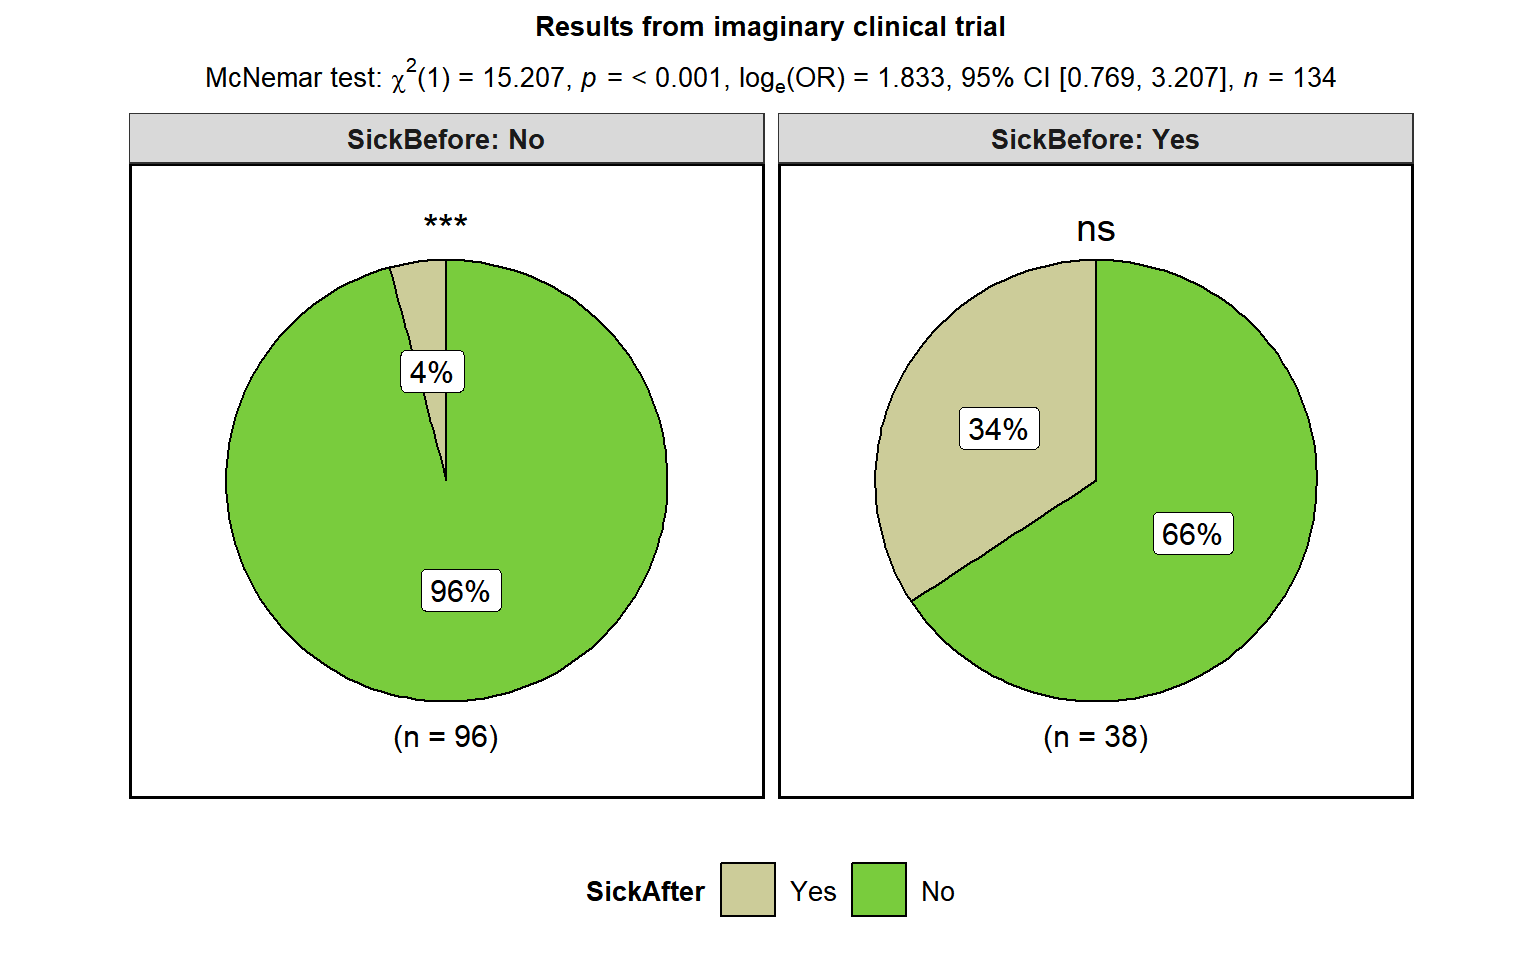 Results from imaginary clinical trial
McNemar test: χ²(1) = 15.207, p = < 0.001, logₑ(OR) = 1.833, 95% CI [0.769, 3.207], n = 134
SickBefore: No
SickBefore: Yes
***
ns
4%
96%
34%
66%
(n = 96)
(n = 38)
SickAfter Yes No